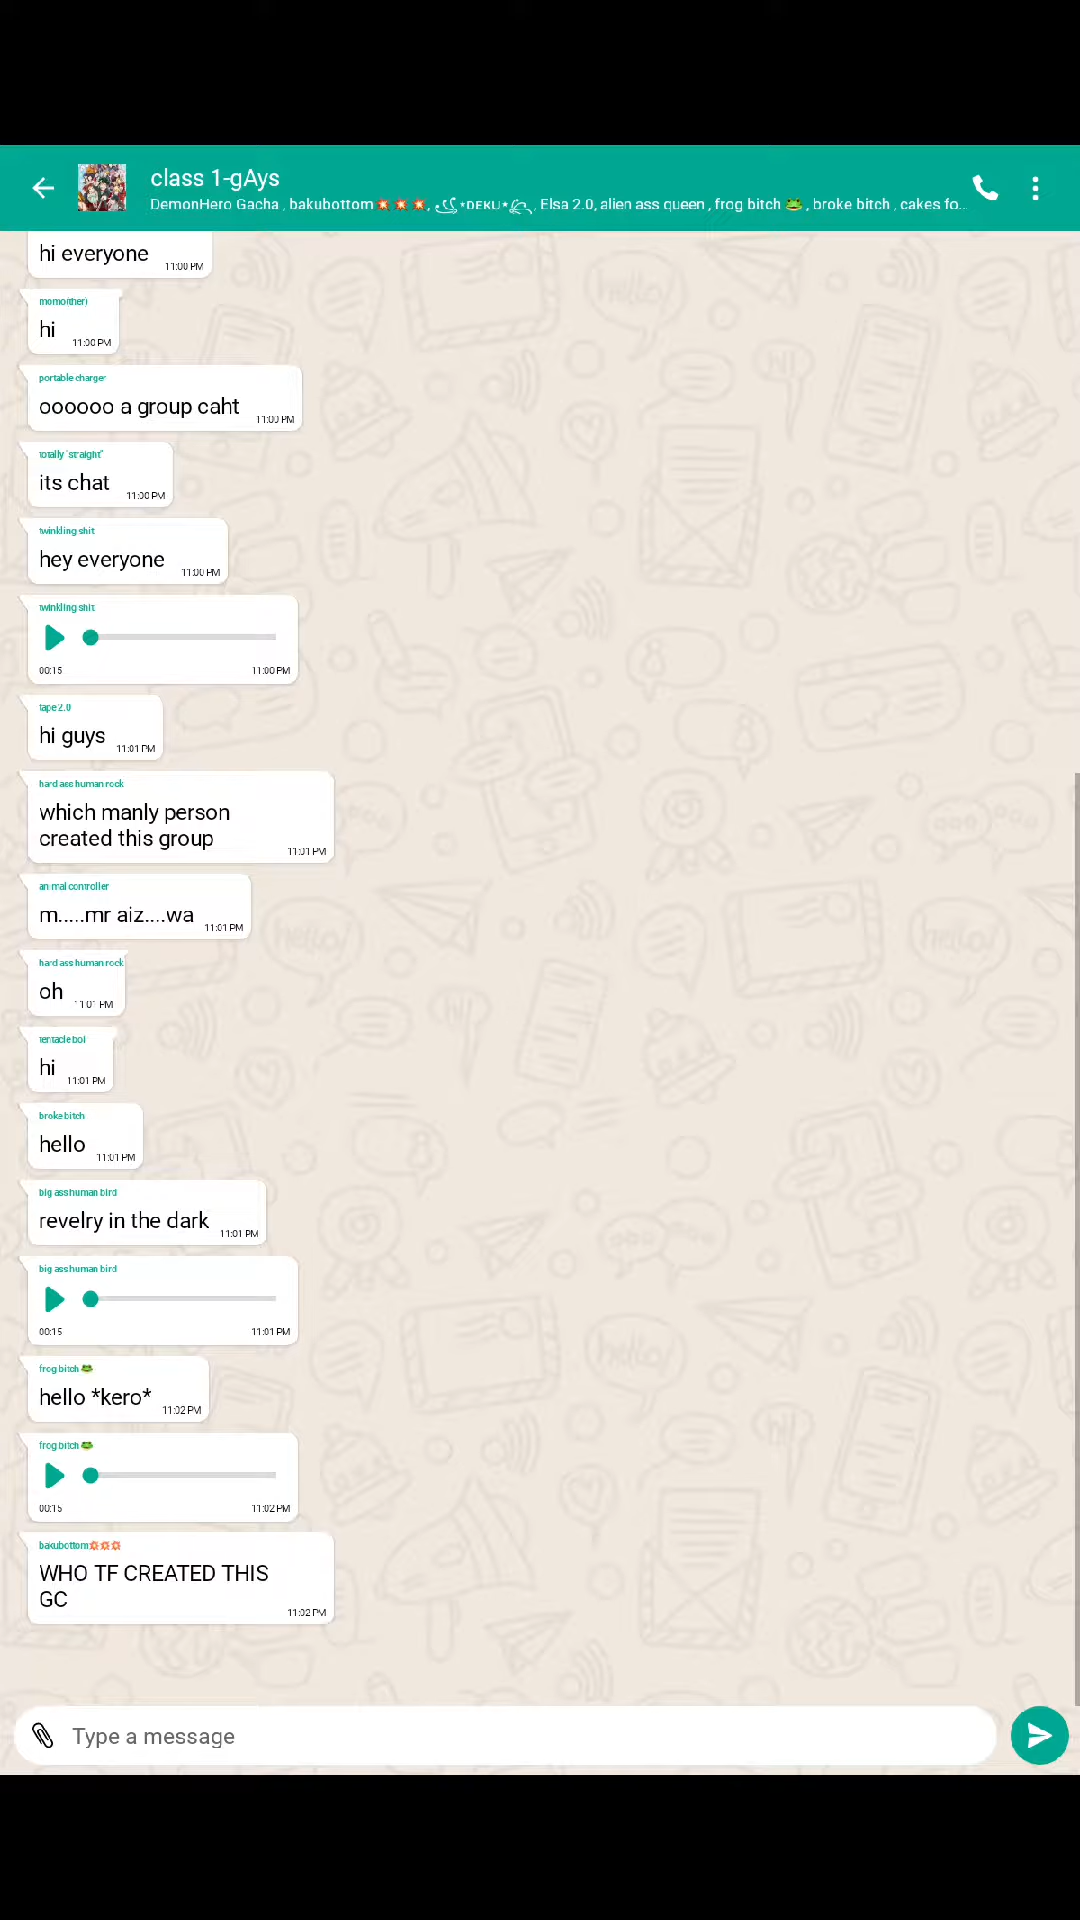 class 1-gAys
DemonHero Gacha , bakubottom💥💥💥, ⋆DEKU⋆, Elsa 2.0, alien ass queen , frog bitch 🐸 , broke bitch , cakes fo...
hi everyone
11:00 PM
momo(ther)
hi
11:00 PM
portable charger
oooooo a group caht
11:00 PM
totally "straight"
its chat
11:00 PM
twinkling shit
hey everyone
11:00 PM
twinkling shit
00:15
11:00 PM
tape 2.0
hi guys
11:01 PM
hard ass human rock
which manly person
created this group
11:01 PM
animal controller
m.....mr aiz....wa
11:01 PM
hard ass human rock
oh
11:01 PM
tentacle boi
hi
11:01 PM
broke bitch
hello
11:01 PM
big ass human bird
revelry in the dark
11:01 PM
big ass human bird
00:15
11:01 PM
frog bitch 🐸
hello *kero*
11:02 PM
frog bitch 🐸
00:15
11:02 PM
bakubottom💥💥💥
WHO TF CREATED THIS
GC
11:02 PM
Type a message